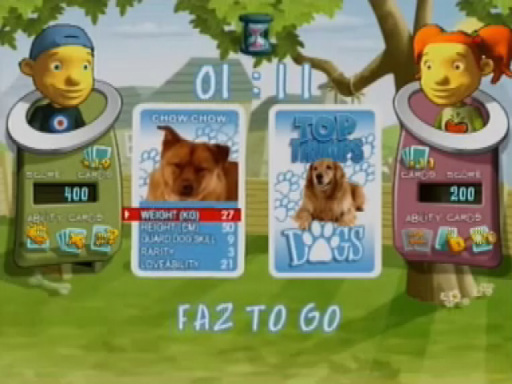 01:11
CHOW CHOW
TOP
TRUMPS
SCORE CARDS
400
CARDS SCORE
200
ABILITY CARDS
ABILITY CARDS
WEIGHT (KG) 27
HEIGHT (CM) 50
GUARD DOG SKILL 9
RARITY 3
LOVEABILITY 21
DOGS
FAZ TO GO